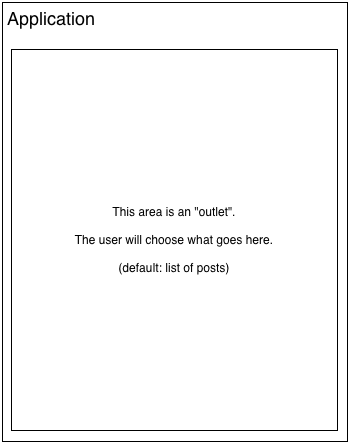 Application
This area is an "outlet".
The user will choose what goes here.
(default: list of posts)